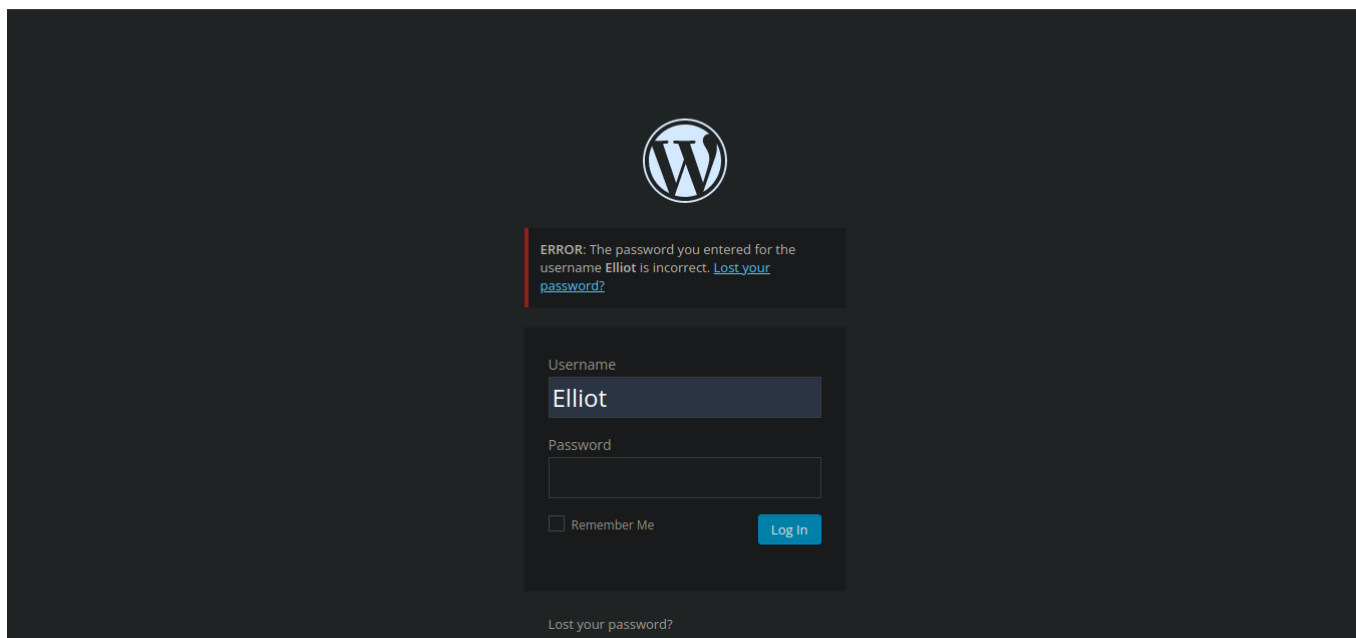 ERROR: The password you entered for the
username Elliot is incorrect. Lost your
password?
Username
Elliot
Password
Remember Me
Log In
Lost your password?